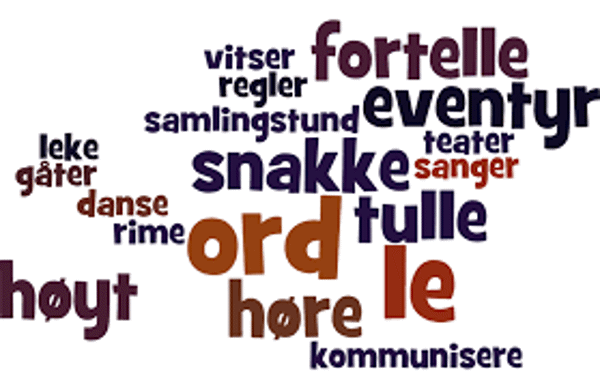 vitser
fortelle
regler
eventyr
samlingstund
teater
leke
snakke
sanger
gåter
danse
tulle
rime
ord
le
høyt
høre
kommunisere